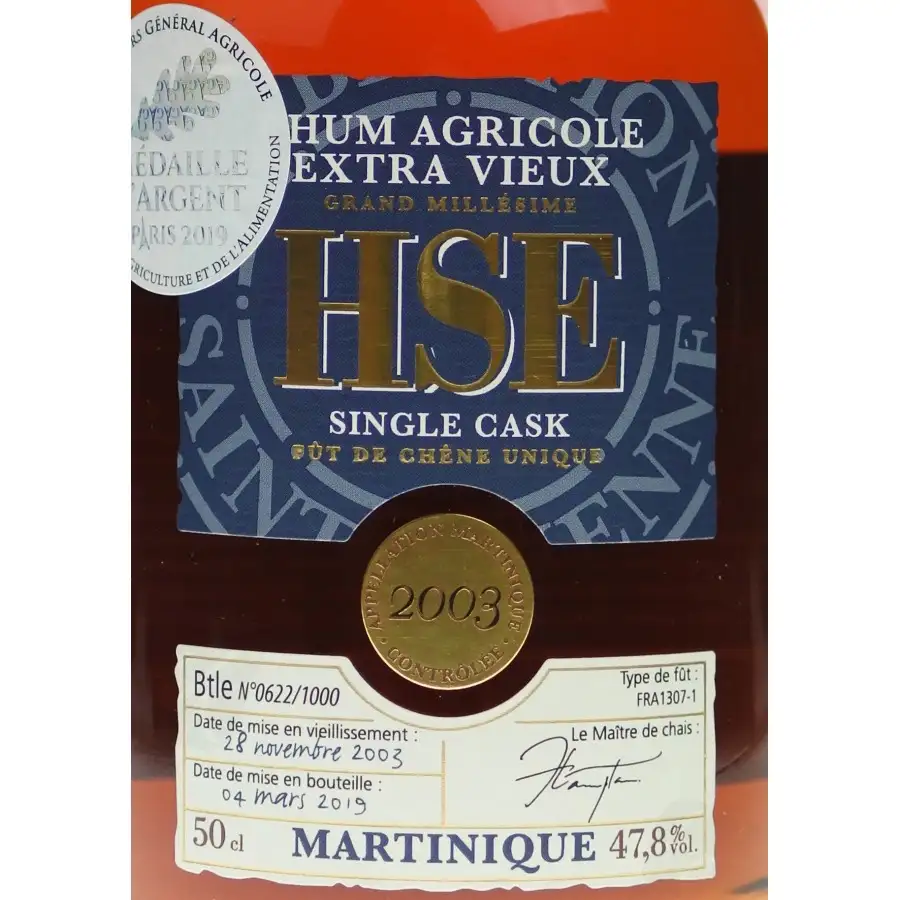 RS GÉNÉRAL AGRICOLE
ÉDAILLE
'ARGENT
PARIS 2019
GRICULTURE ET DE L'ALIMENTATION
HUM AGRICOLE
EXTRA VIEUX
GRAND MILLÉSIME
HSE
SINGLE CASK
FÛT DE CHÊNE UNIQUE
SAINT
ENNE
ION
APPELLATION MARTINIQUE
2003
CONTRÔLÉE
Btle N°0622/1000
Type de fût :
FRA1307-1
Date de mise en vieillissement :
28 novembre 2003
Le Maître de chais :
Date de mise en bouteille :
04 mars 2019
50 cl
MARTINIQUE
47,8% vol.